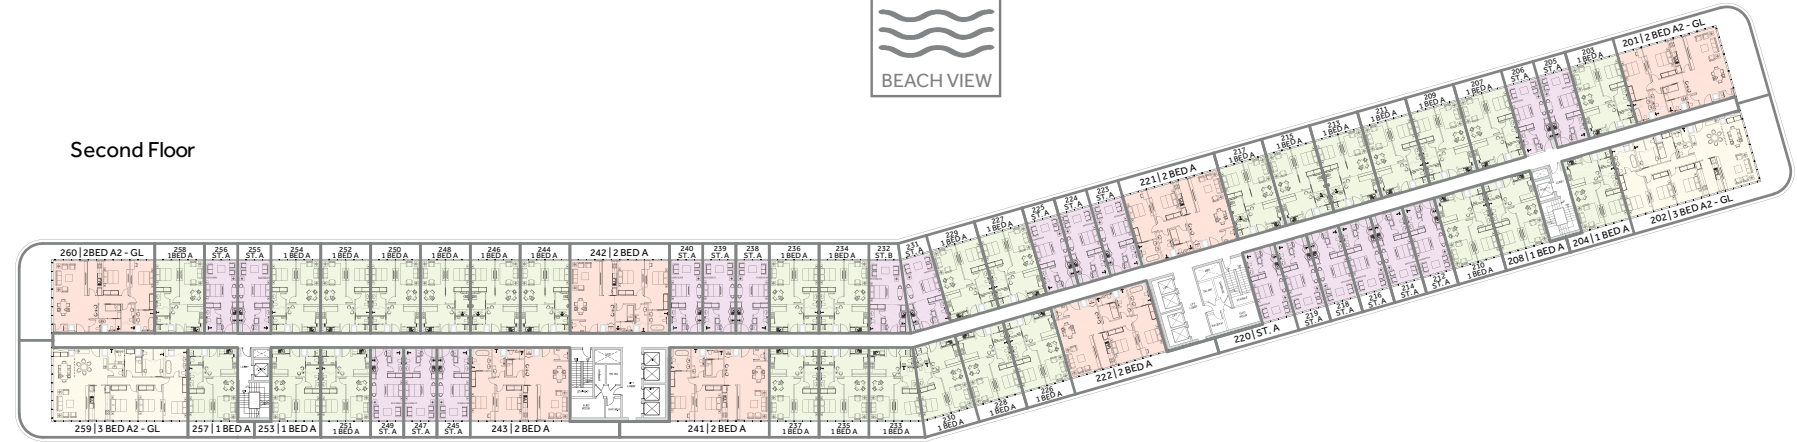 BEACH VIEW
Second Floor
260 | 2BED A2 - GL
258
1BED A
256
ST. A
255
ST. A
254
1 BED A
252
1 BED A
250
1 BED A
248
1 BED A
246
1 BED A
244
1 BED A
242 | 2 BED A
240
ST. A
239
ST. A
238
ST. A
236
1 BED A
234
1 BED A
232
ST. B
231
ST. A
229
1 BED A
227
1 BED A
225
ST. A
224
ST. A
223
ST. A
221 | 2 BED A
217
1 BED A
215
1 BED A
213
1 BED A
211
1 BED A
209
1 BED A
207
1 BED A
206
ST. A
205
ST. A
203
1 BED A
201 | 2 BED A2 - GL
259 | 3 BED A2 - GL
257 | 1 BED A
253 | 1 BED A
251
1 BED A
249
ST. A
247
ST. A
245
ST. A
243 | 2 BED A
241 | 2 BED A
237
1 BED A
235
1 BED A
233
1 BED A
230
1 BED A
228
1 BED A
226
1 BED A
222 | 2 BED A
220 | ST. A
219
ST. A
218
ST. A
216
ST. A
214
ST. A
212
ST. A
210
1 BED A
208 | 1 BED A
204 | 1 BED A
202 | 3 BED A2 - GL